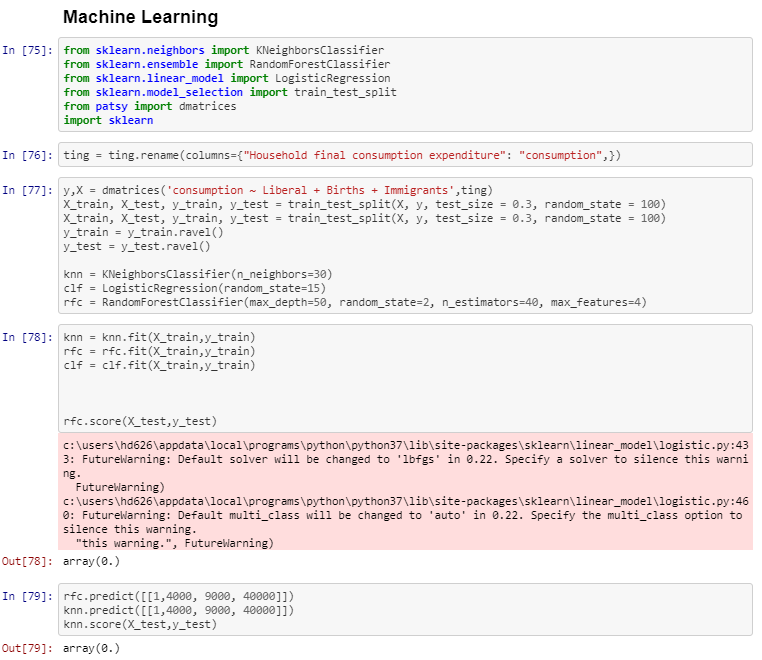 Machine Learning
In [75]: from sklearn.neighbors import KNeighborsClassifier
from sklearn.ensemble import RandomForestClassifier
from sklearn.linear_model import LogisticRegression
from sklearn.model_selection import train_test_split
from patsy import dmatrices
import sklearn
In [76]: ting = ting.rename(columns={"Household final consumption expenditure": "consumption",})
In [77]: y,X = dmatrices('consumption ~ Liberal + Births + Immigrants',ting)
X_train, X_test, y_train, y_test = train_test_split(X, y, test_size = 0.3, random_state = 100)
X_train, X_test, y_train, y_test = train_test_split(X, y, test_size = 0.3, random_state = 100)
y_train = y_train.ravel()
y_test = y_test.ravel()
knn = KNeighborsClassifier(n_neighbors=30)
clf = LogisticRegression(random_state=15)
rfc = RandomForestClassifier(max_depth=50, random_state=2, n_estimators=40, max_features=4)
In [78]: knn = knn.fit(X_train,y_train)
rfc = rfc.fit(X_train,y_train)
clf = clf.fit(X_train,y_train)
rfc.score(X_test,y_test)
c:\users\hd626\appdata\local\programs\python\python37\lib\site-packages\sklearn\linear_model\logistic.py:43
3: FutureWarning: Default solver will be changed to 'lbfgs' in 0.22. Specify a solver to silence this warni
ng.
FutureWarning)
c:\users\hd626\appdata\local\programs\python\python37\lib\site-packages\sklearn\linear_model\logistic.py:46
0: FutureWarning: Default multi_class will be changed to 'auto' in 0.22. Specify the multi_class option to
silence this warning.
"this warning.", FutureWarning)
Out[78]: array(0.)
In [79]: rfc.predict([[1,4000, 9000, 40000]])
knn.predict([[1,4000, 9000, 40000]])
knn.score(X_test,y_test)
Out[79]: array(0.)